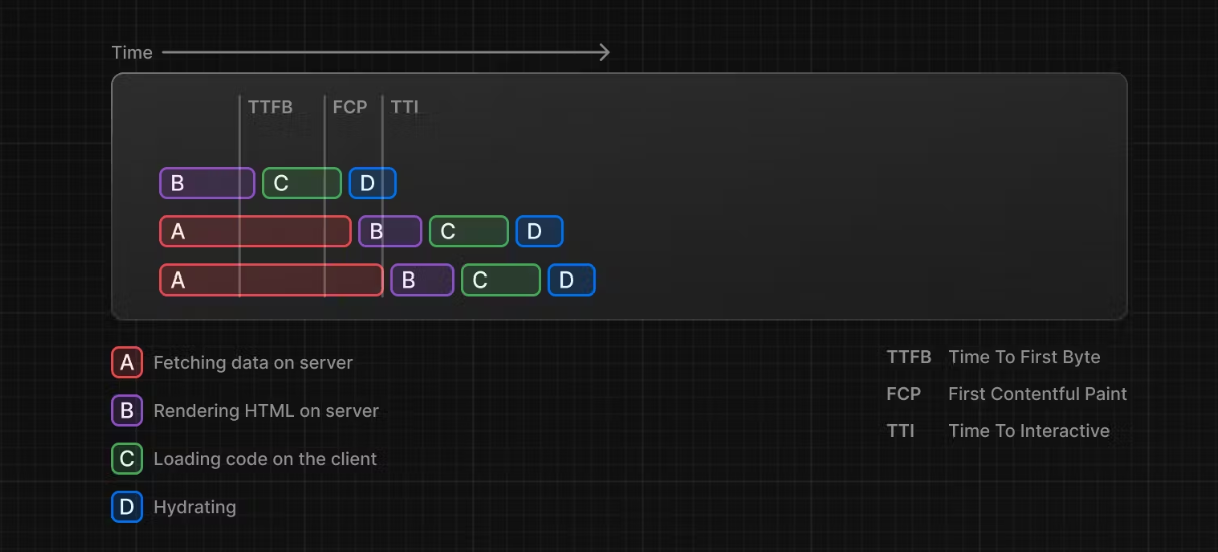 Time
TTFB FCP TTI
B C D
A B C D
A B C D
A Fetching data on server
B Rendering HTML on server
C Loading code on the client
D Hydrating
TTFB Time To First Byte
FCP First Contentful Paint
TTI Time To Interactive